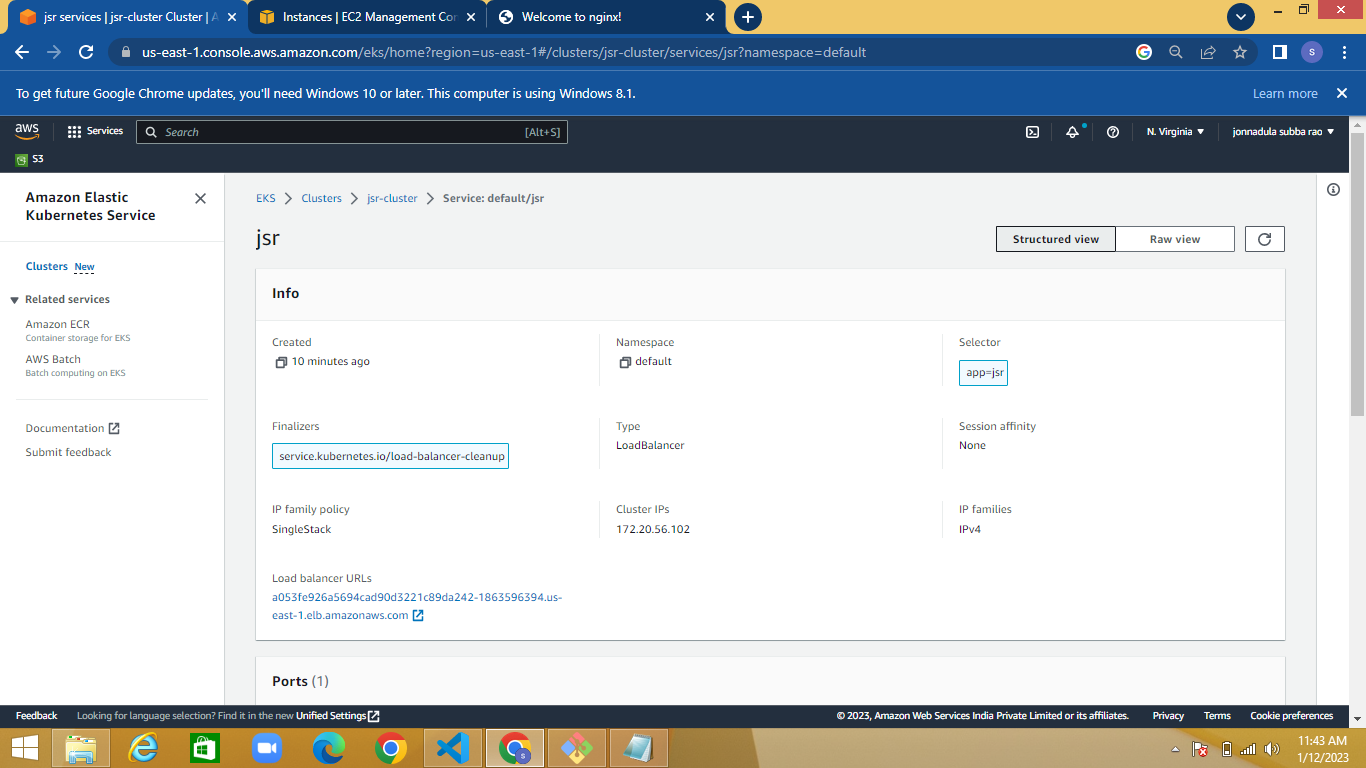 jsr services | jsr-cluster Cluster | A
Instances | EC2 Management Con
Welcome to nginx!
us-east-1.console.aws.amazon.com/eks/home?region=us-east-1#/clusters/jsr-cluster/services/jsr?namespace=default
S
To get future Google Chrome updates, you'll need Windows 10 or later. This computer is using Windows 8.1.
Learn more
aws
Services
Search
[Alt+S]
N. Virginia
jonnadula subba rao
S3
Amazon Elastic
Kubernetes Service
Clusters New
Related services
Amazon ECR
Container storage for EKS
AWS Batch
Batch computing on EKS
Documentation
Submit feedback
EKS
Clusters
jsr-cluster
Service: default/jsr
jsr
Structured view
Raw view
Info
Created
10 minutes ago
Namespace
default
Selector
app=jsr
Finalizers
service.kubernetes.io/load-balancer-cleanup
Type
LoadBalancer
Session affinity
None
IP family policy
SingleStack
Cluster IPs
172.20.56.102
IP families
IPv4
Load balancer URLs
a053fe926a5694cad90d3221c89da242-1863596394.us-
east-1.elb.amazonaws.com
Ports (1)
Feedback
Looking for language selection? Find it in the new Unified Settings
© 2023, Amazon Web Services India Private Limited or its affiliates.
Privacy
Terms
Cookie preferences
S
11:43 AM
1/12/2023